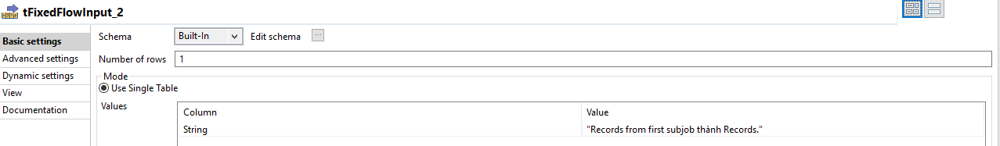 tFixedFlowInput_2
Basic settings
Advanced settings
Dynamic settings
View
Documentation
Schema Built-In Edit schema ...
Number of rows 1
Mode
Use Single Table
Values
Column Value
String "Records from first subjob thành Records."